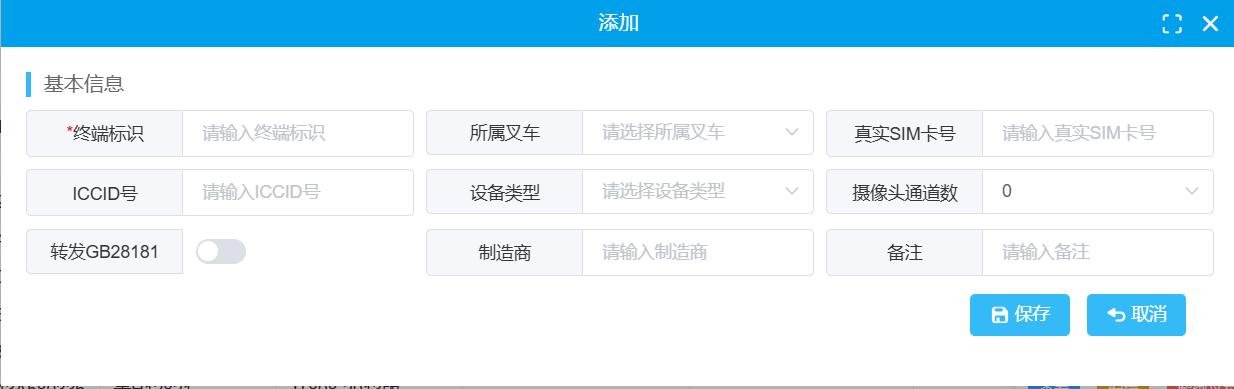 添加
基本信息
*终端标识 请输入终端标识 所属叉车 请选择所属叉车 真实SIM卡号 请输入真实SIM卡号
ICCID号 请输入ICCID号 设备类型 请选择设备类型 摄像头通道数 0
转发GB28181 制造商 请输入制造商 备注 请输入备注
保存 取消